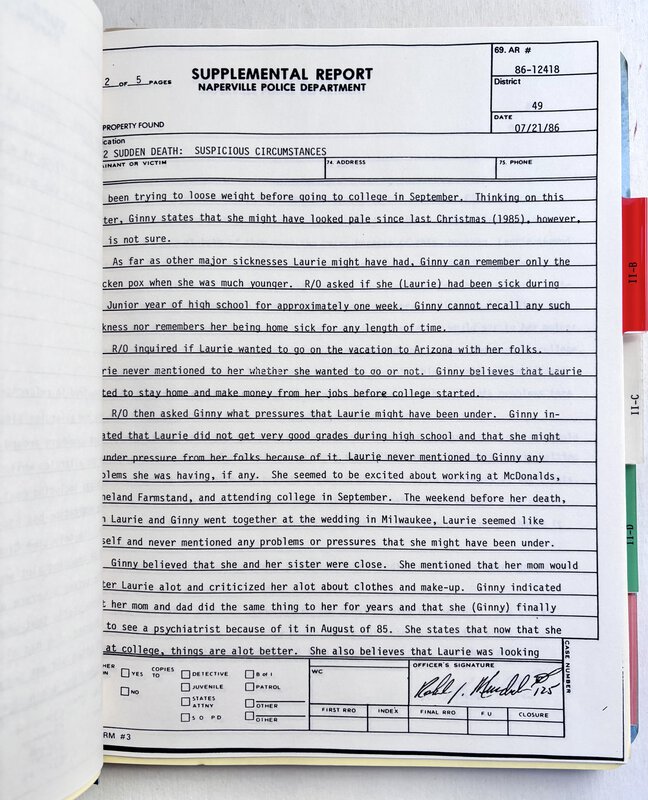 2 OF 5 PAGES
SUPPLEMENTAL REPORT
NAPERVILLE POLICE DEPARTMENT
69. AR #
86-12418
District
49
DATE
07/21/86
PROPERTY FOUND
ication
2 SUDDEN DEATH: SUSPICIOUS CIRCUMSTANCES
INANT OR VICTIM
74. ADDRESS
75. PHONE
been trying to loose weight before going to college in September. Thinking on this
ter, Ginny states that she might have looked pale since last Christmas (1985), however,
is not sure.
As far as other major sicknesses Laurie might have had, Ginny can remember only the
cken pox when she was much younger. R/O asked if she (Laurie) had been sick during
Junior year of high school for approximately one week. Ginny cannot recall any such
kness nor remembers her being home sick for any length of time.
R/O inquired if Laurie wanted to go on the vacation to Arizona with her folks.
rie never mentioned to her whether she wanted to go or not. Ginny believes that Laurie
ted to stay home and make money from her jobs before college started.
R/O then asked Ginny what pressures that Laurie might have been under. Ginny in-
ated that Laurie did not get very good grades during high school and that she might
under pressure from her folks because of it. Laurie never mentioned to Ginny any
blems she was having, if any. She seemed to be excited about working at McDonalds,
meland Farmstand, and attending college in September. The weekend before her death,
n Laurie and Ginny went together at the wedding in Milwaukee, Laurie seemed like
self and never mentioned any problems or pressures that she might have been under.
Ginny believed that she and her sister were close. She mentioned that her mom would
ter Laurie alot and criticized her alot about clothes and make-up. Ginny indicated
t her mom and dad did the same thing to her for years and that she (Ginny) finally
to see a psychiatrist because of it in August of 85. She states that now that she
at college, things are alot better. She also believes that Laurie was looking
HER
ON
YES
NO
COPIES
TO
DETECTIVE
JUVENILE
STATES
ATTNY
S O P D
B of I
PATROL
OTHER
OTHER
WC
OFFICER'S SIGNATURE
125
FIRST RRO
INDEX
FINAL RRO
F U
CLOSURE
CASE NUMBER
RM #3
II-B
II-C
II-D